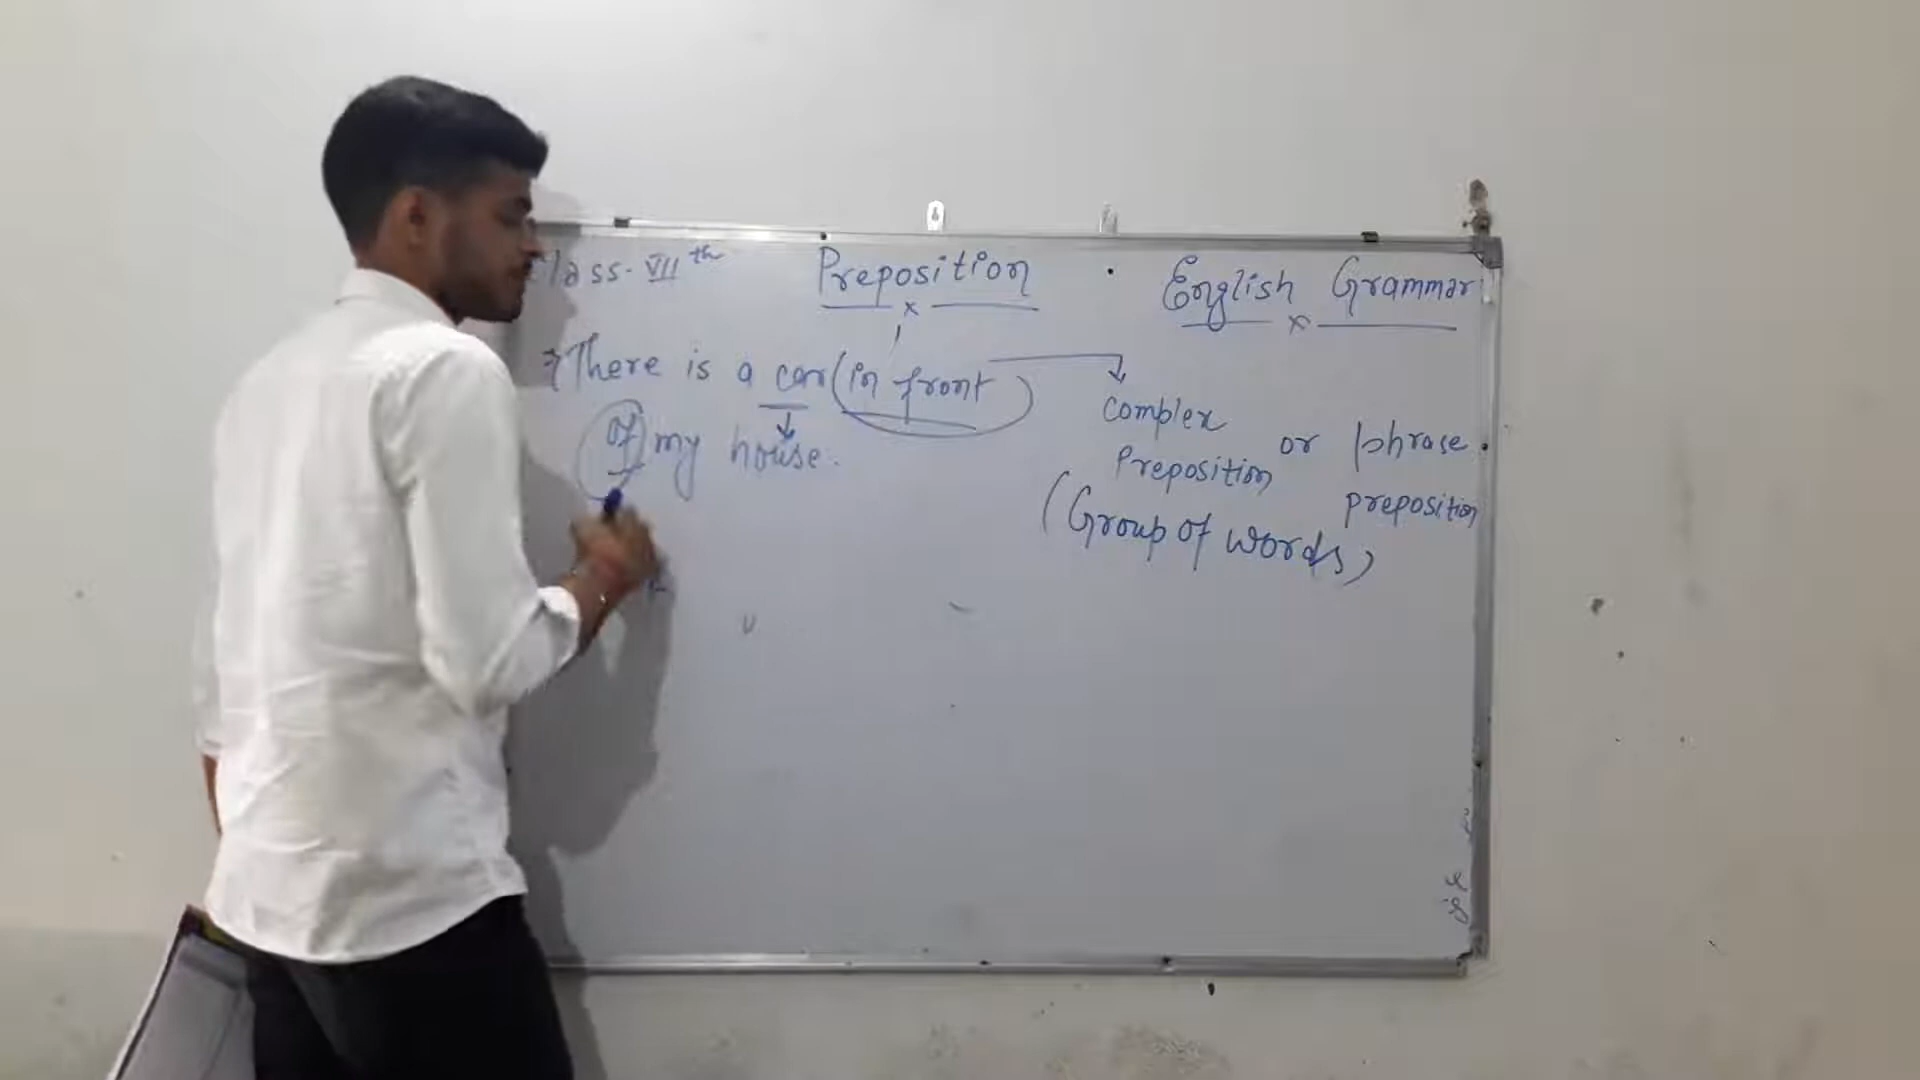 Class-VII th
Preposition
English Grammar
There is a car (in front)
of my house.
Complex
Preposition
or phrase
preposition
(Group of words)